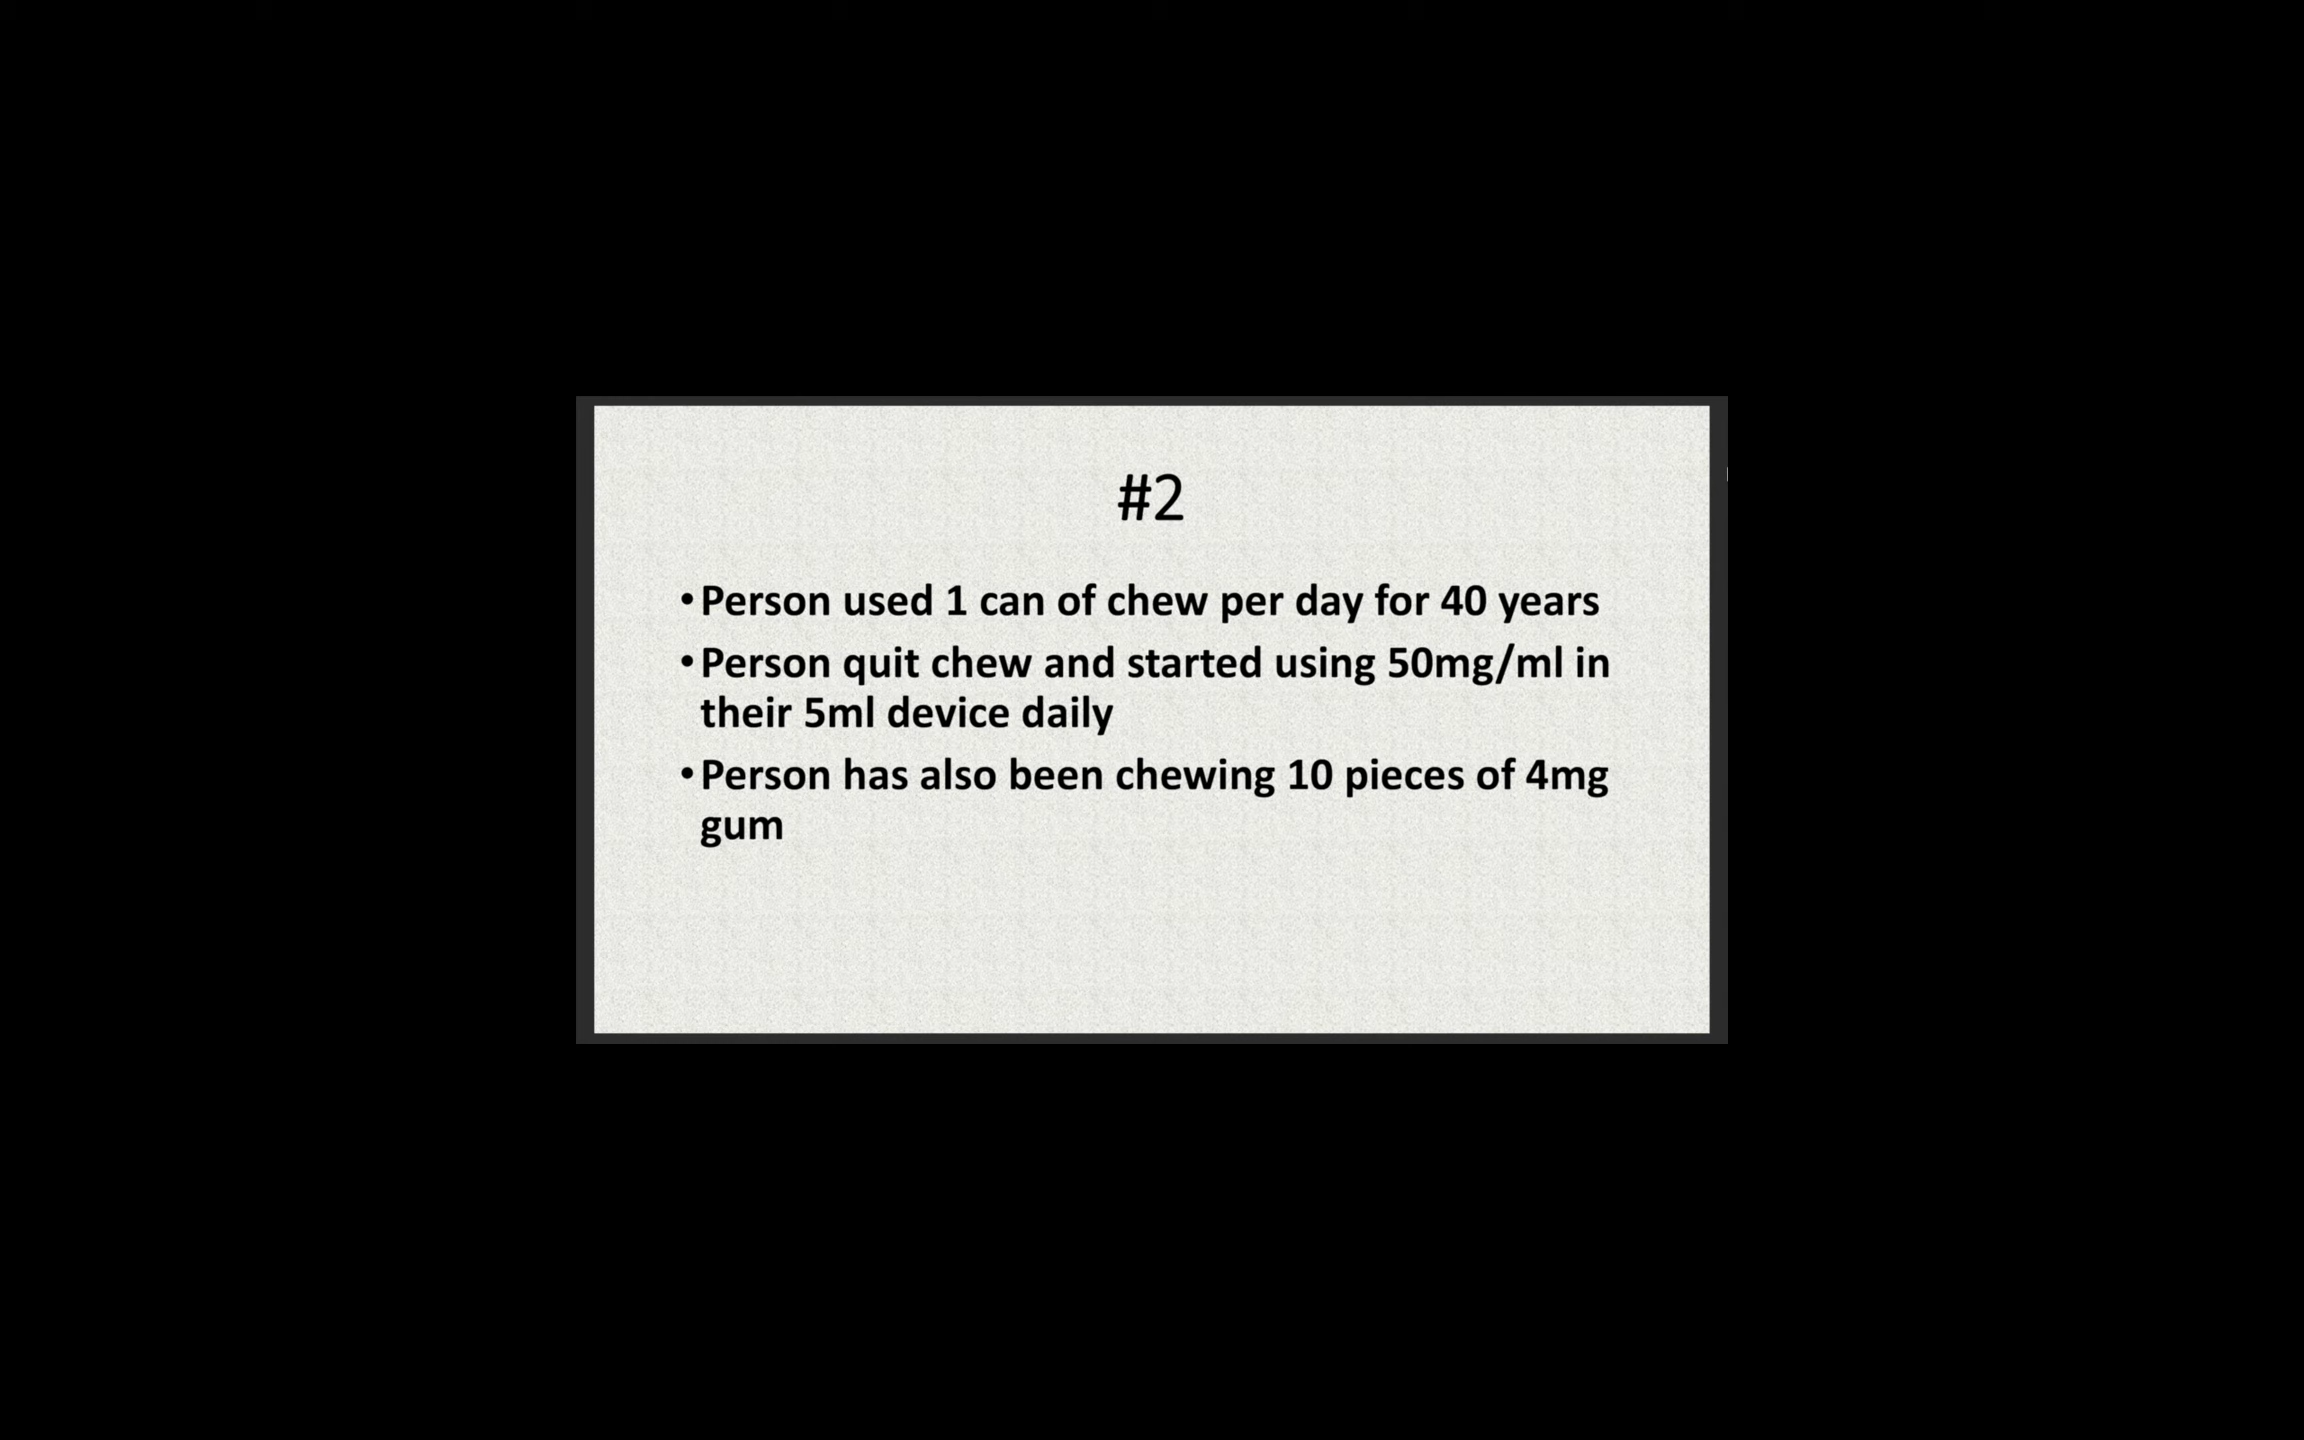 #2
•Person used 1 can of chew per day for 40 years
•Person quit chew and started using 50mg/ml in
their 5ml device daily
•Person has also been chewing 10 pieces of 4mg
gum